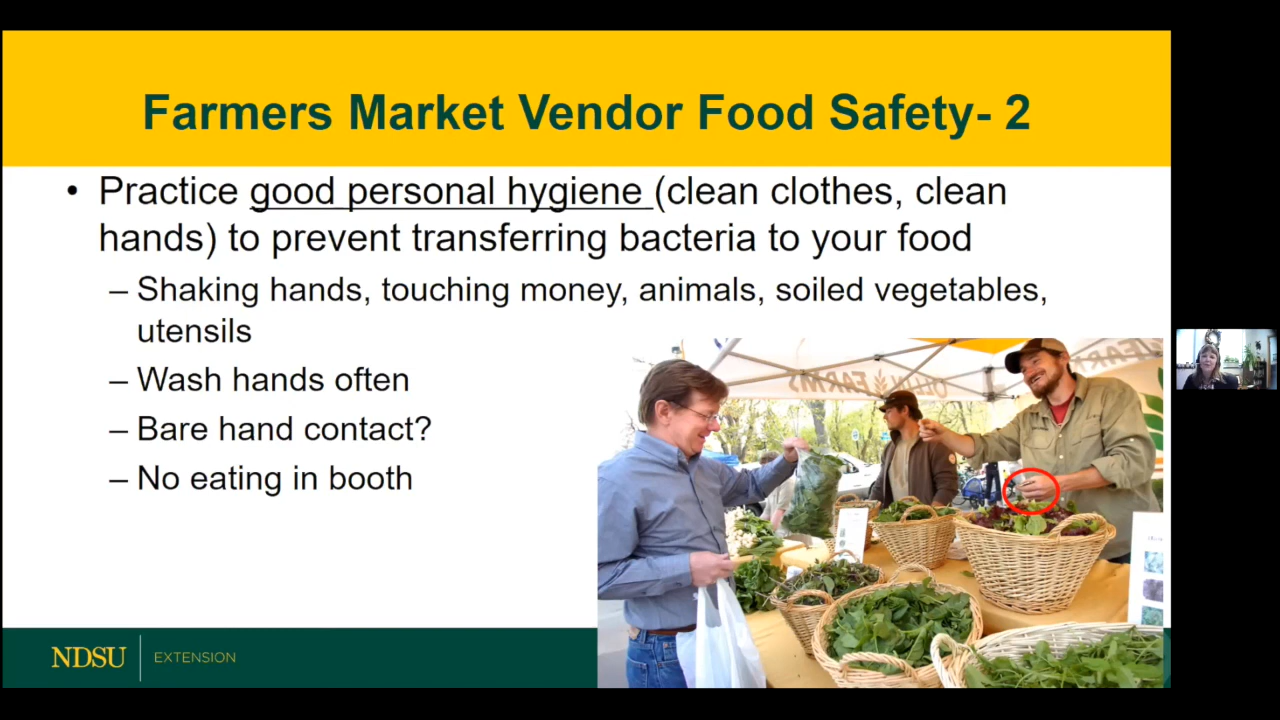 Farmers Market Vendor Food Safety- 2
• Practice good personal hygiene (clean clothes, clean
hands) to prevent transferring bacteria to your food
– Shaking hands, touching money, animals, soiled vegetables,
utensils
– Wash hands often
– Bare hand contact?
– No eating in booth
FARMS
NDSU
EXTENSION